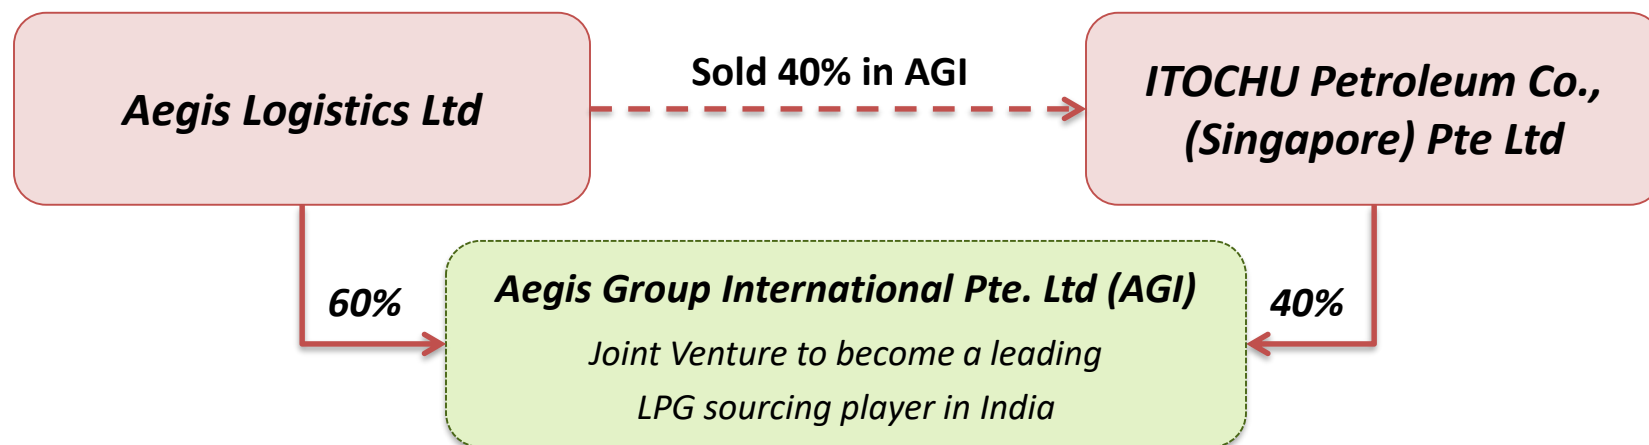 Aegis Logistics Ltd
Sold 40% in AGI
ITOCHU Petroleum Co.,
(Singapore) Pte Ltd
60%
Aegis Group International Pte. Ltd (AGI)
Joint Venture to become a leading
LPG sourcing player in India
40%